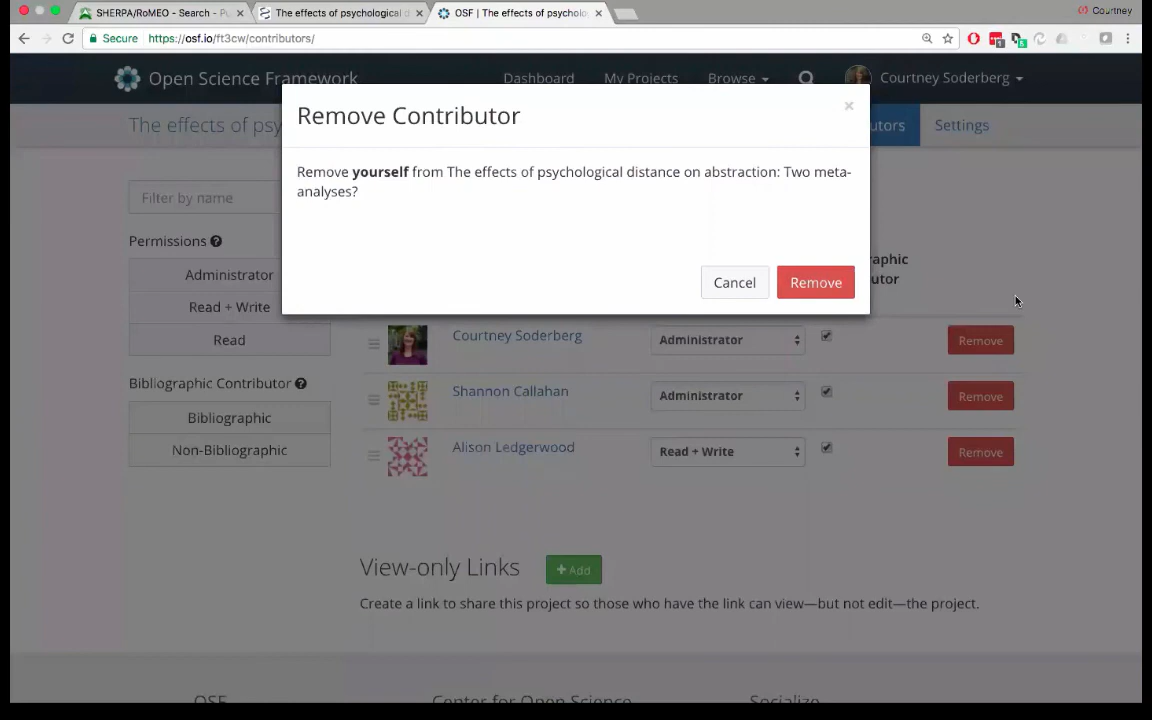 SHERPA/RoMEO - Search - Pu
The effects of psychological d
OSF | The effects of psycholo
Courtney
Secure https://osf.io/ft3cw/contributors/
Open Science Framework
Dashboard
My Projects
Browse
Courtney Soderberg
The effects of psy
utors
Settings
Remove Contributor
×
Remove yourself from The effects of psychological distance on abstraction: Two meta-
analyses?
Cancel
Remove
Filter by name
Permissions
Administrator
Read + Write
Read
Bibliographic Contributor
Bibliographic
Non-Bibliographic
raphic
utor
Courtney Soderberg
Administrator
Remove
Shannon Callahan
Administrator
Remove
Alison Ledgerwood
Read + Write
Remove
View-only Links
+ Add
Create a link to share this project so those who have the link can view—but not edit—the project.
OSF
Center for Open Science
Socialize